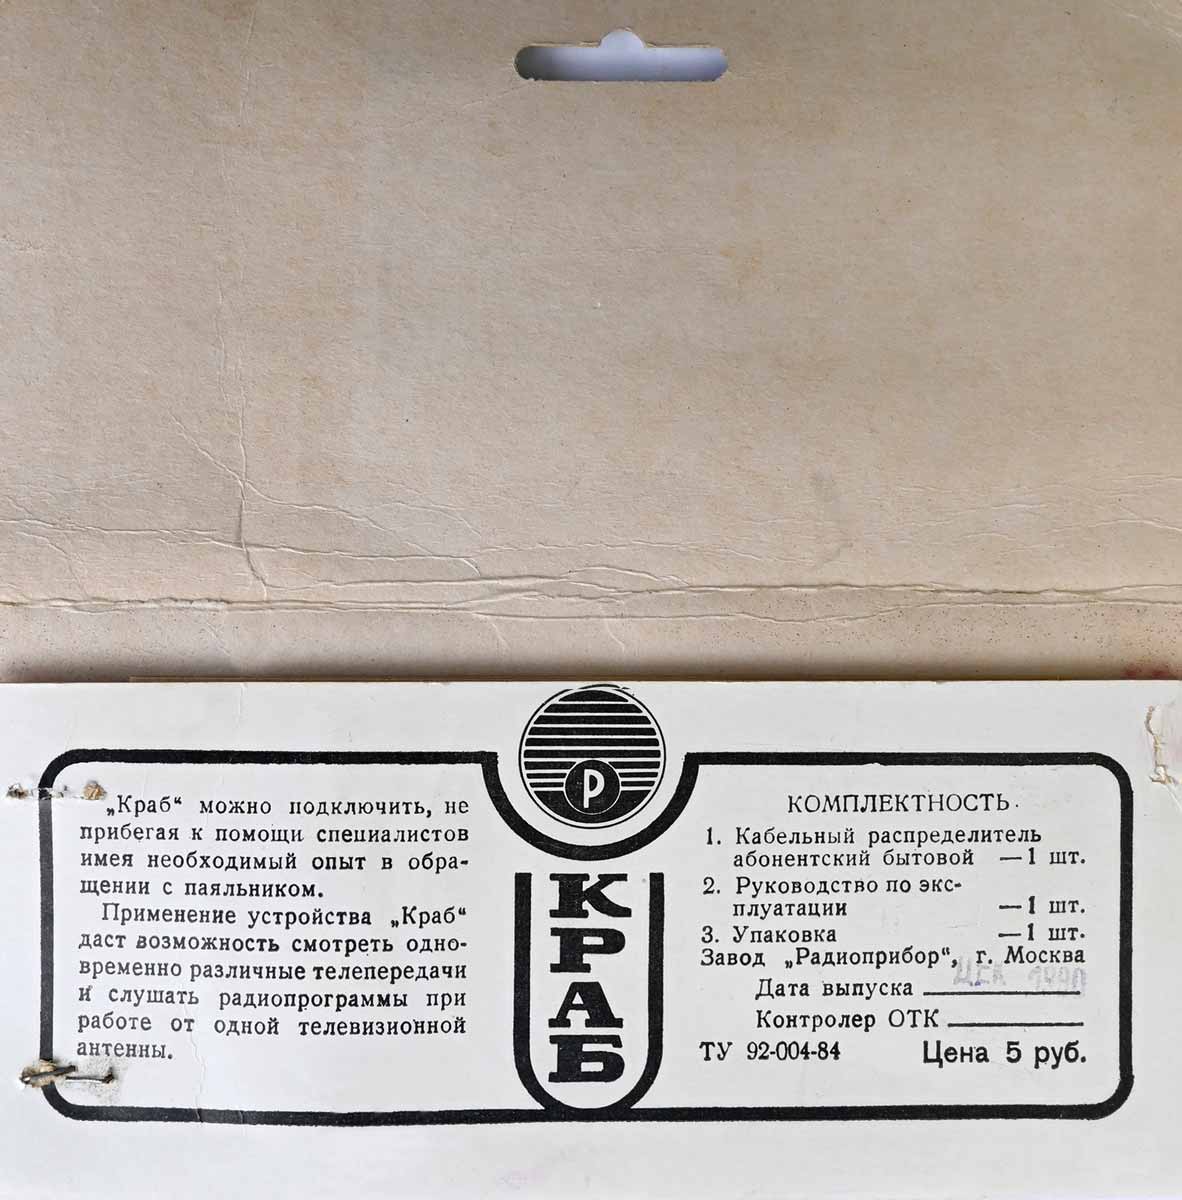 „Краб“ можно подключить, не
прибегая к помощи специалистов
имея необходимый опыт в обра-
щении с паяльником.
Применение устройства „Краб“
даст возможность смотреть одно-
временно различные телепередачи
и слушать радиопрограммы при
работе от одной телевизионной
антенны.
Р
КРАБ
КОМПЛЕКТНОСТЬ.
1. Кабельный распределитель
абонентский бытовой — 1 шт.
2. Руководство по экс-
плуатации — 1 шт.
3. Упаковка — 1 шт.
Завод „Радиоприбор“, г. Москва
Дата выпуска
Контролер ОТК
ТУ 92-004-84 Цена 5 руб.